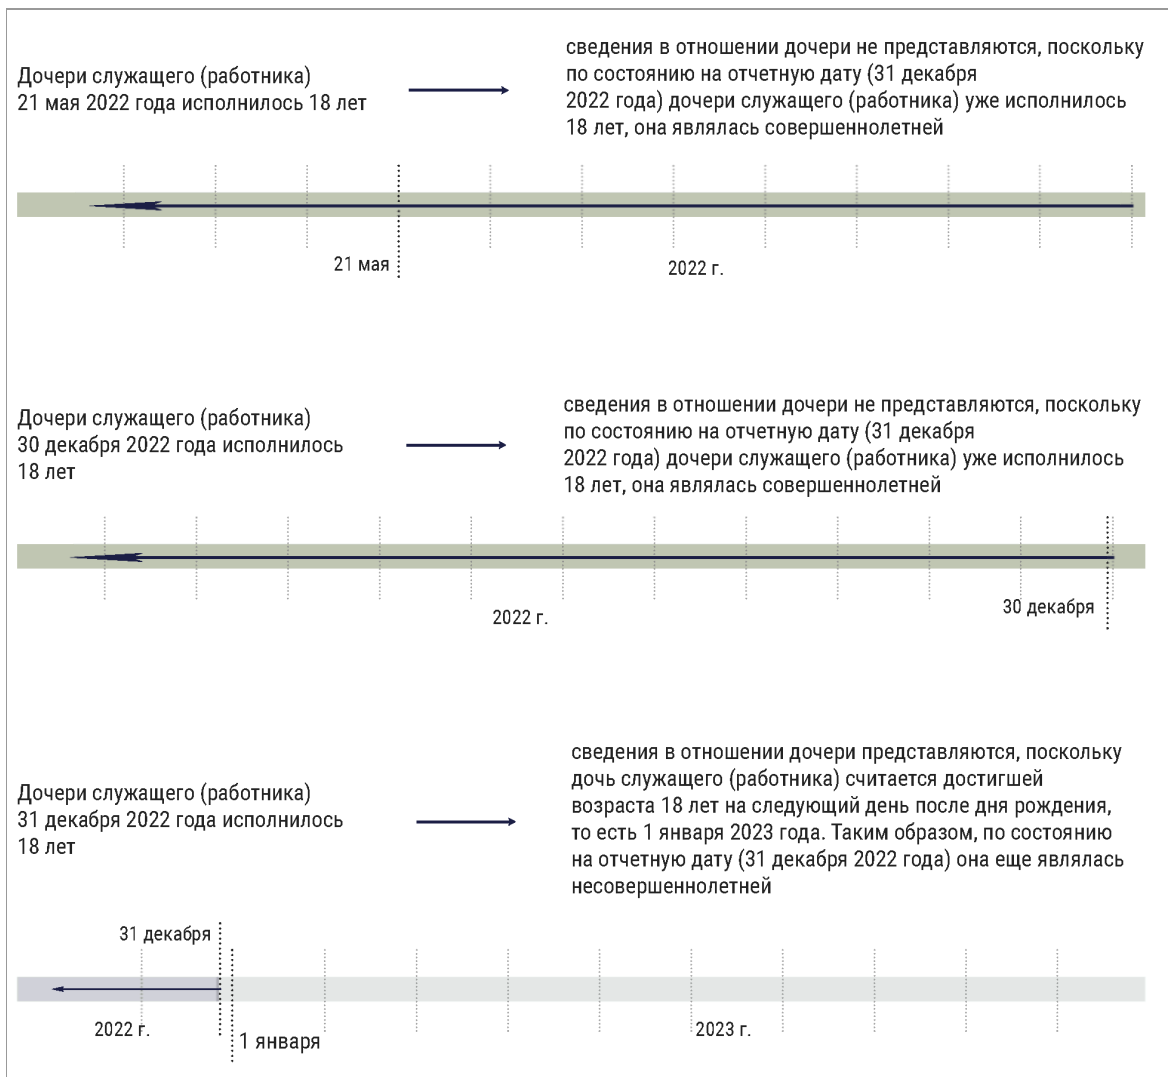 Дочери служащего (работника)
21 мая 2022 года исполнилось 18 лет
сведения в отношении дочери не представляются, поскольку
по состоянию на отчетную дату (31 декабря
2022 года) дочери служащего (работника) уже исполнилось
18 лет, она являлась совершеннолетней
21 мая
2022 г.
Дочери служащего (работника)
30 декабря 2022 года исполнилось
18 лет
сведения в отношении дочери не представляются, поскольку
по состоянию на отчетную дату (31 декабря
2022 года) дочери служащего (работника) уже исполнилось
18 лет, она являлась совершеннолетней
30 декабря
2022 г.
Дочери служащего (работника)
31 декабря 2022 года исполнилось
18 лет
сведения в отношении дочери представляются, поскольку
дочь служащего (работника) считается достигшей
возраста 18 лет на следующий день после дня рождения,
то есть 1 января 2023 года. Таким образом, по состоянию
на отчетную дату (31 декабря 2022 года) она еще являлась
несовершеннолетней
31 декабря
2022 г.
1 января
2023 г.